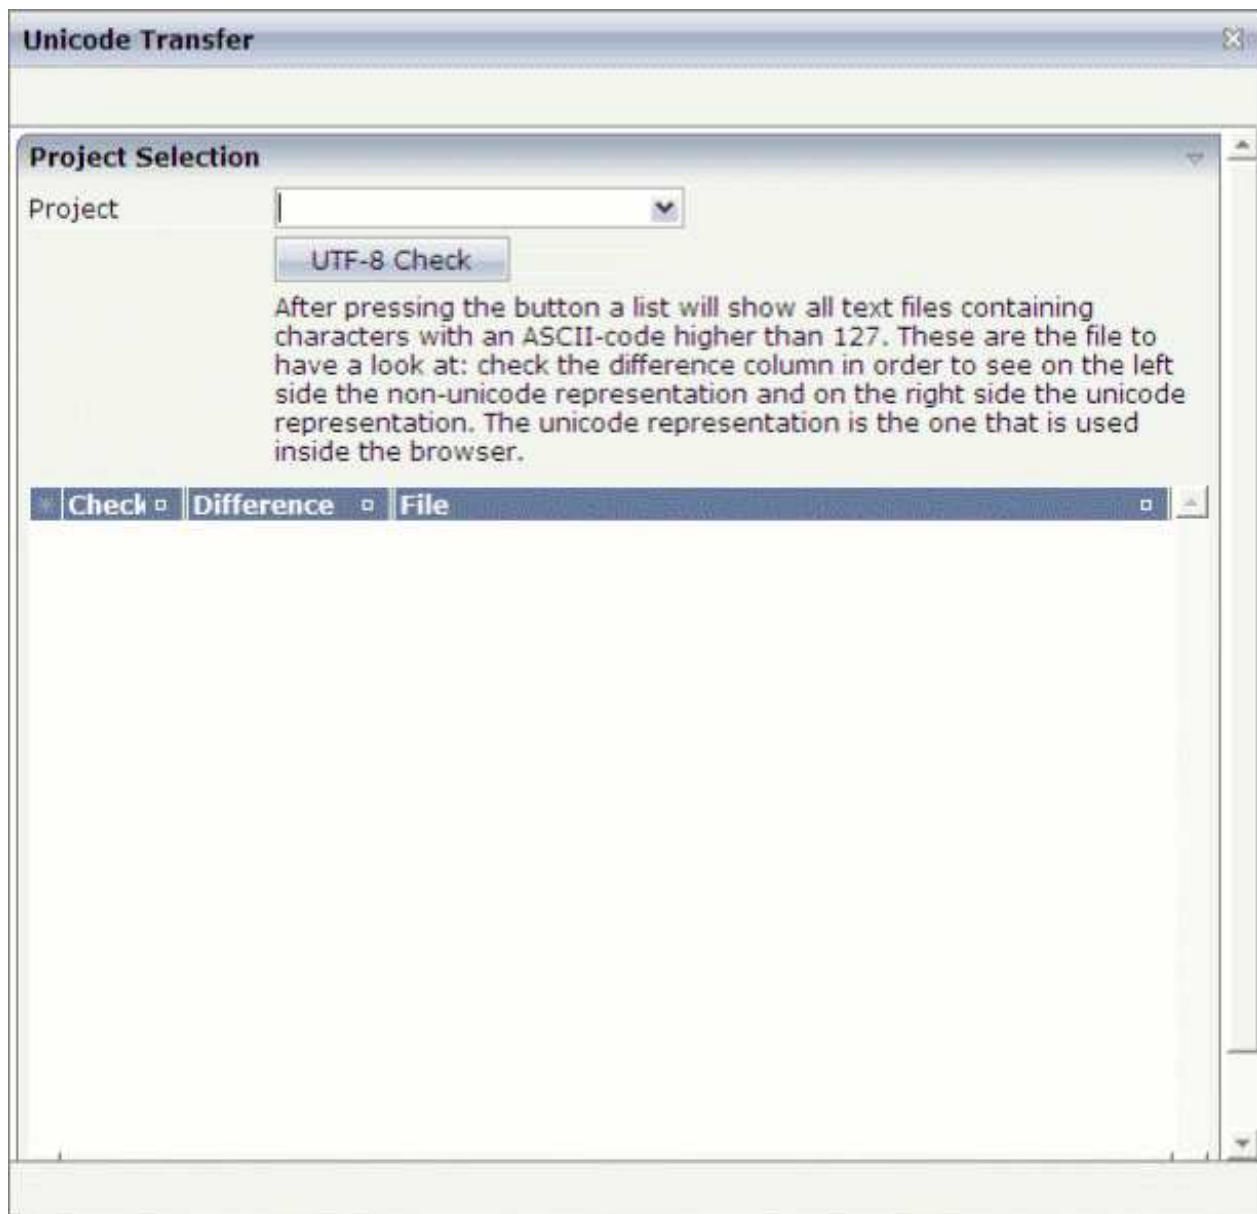 Unicode Transfer
Project Selection
Project
UTF-8 Check
After pressing the button a list will show all text files containing
characters with an ASCII-code higher than 127. These are the file to
have a look at: check the difference column in order to see on the left
side the non-unicode representation and on the right side the unicode
representation. The unicode representation is the one that is used
inside the browser.
Check Difference File